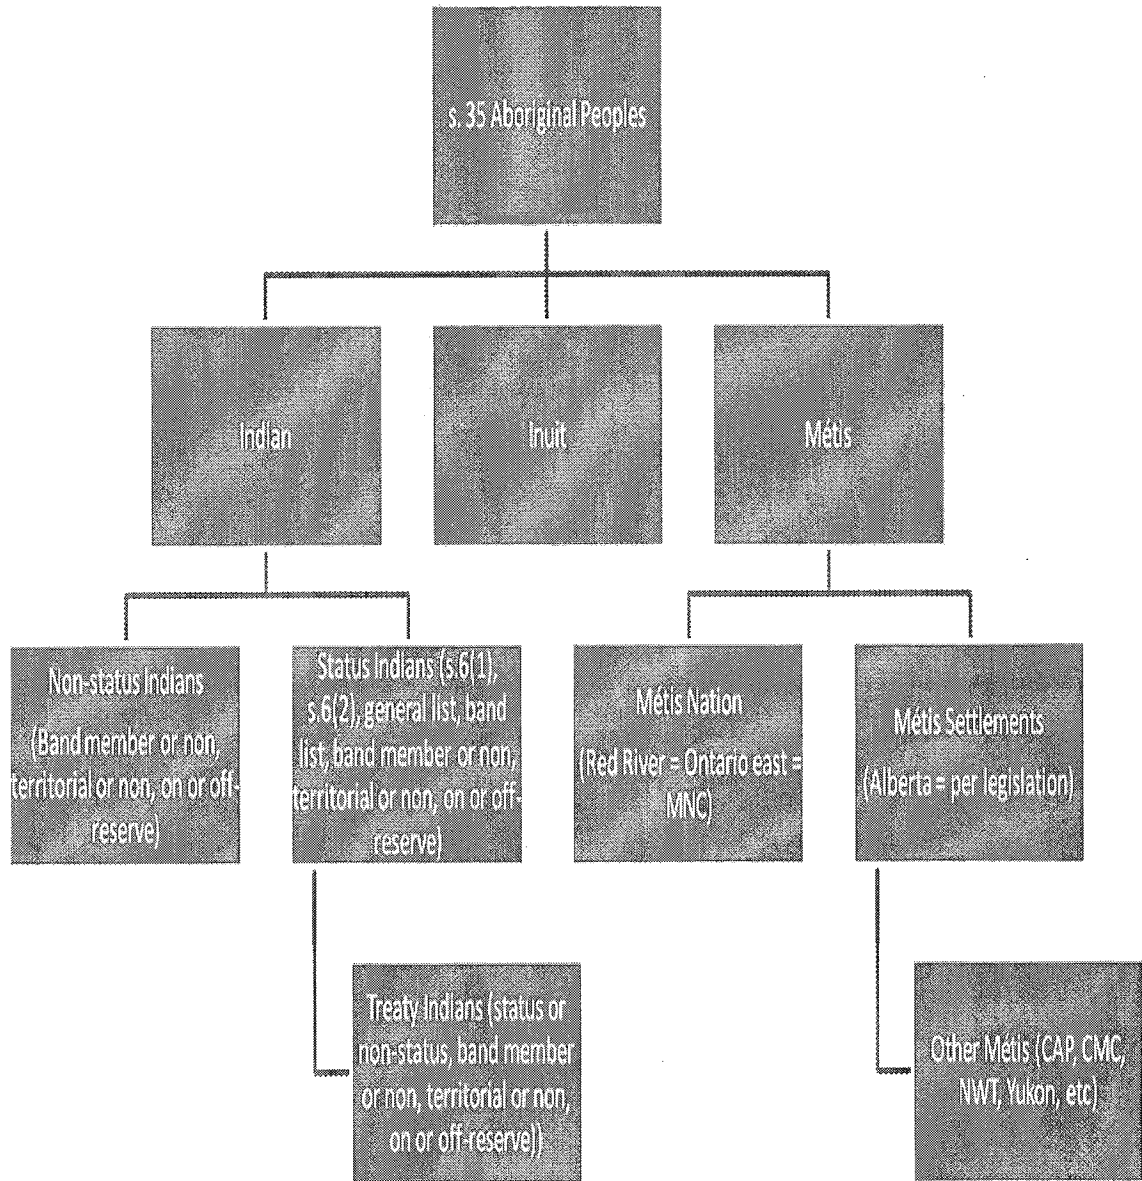 s. 35 Aboriginal Peoples
Indian
Inuit
Métis
Non-status Indians
(Band member or non,
territorial or non, on or off-
reserve)
Status Indians (s.6(1),
s.6(2), general list, band
list, band member or non,
territorial or non, on or off-
reserve)
Métis Nation
(Red River = Ontario east =
MNC)
Métis Settlements
(Alberta = per legislation)
Treaty Indians (status or
non-status, band member
or non, territorial or non,
on or off-reserve))
Other Métis (CAP, CMC,
NWT, Yukon, etc)